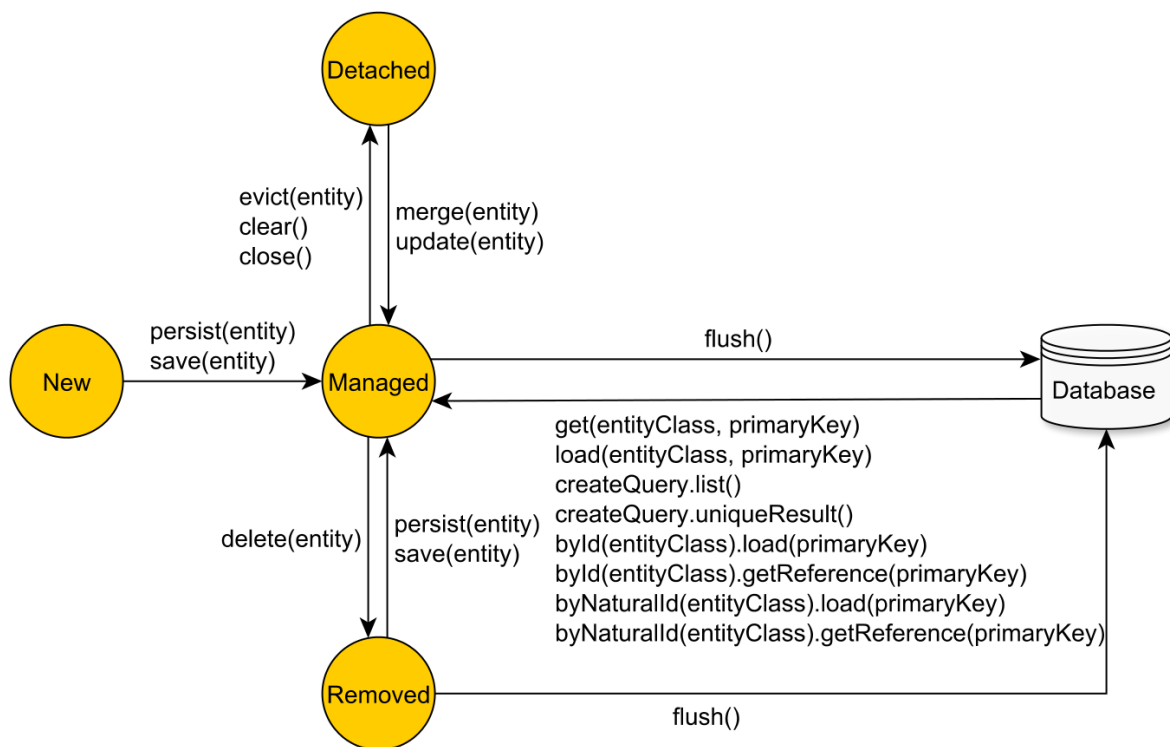 Detached
evict(entity)
clear()
close()
merge(entity)
update(entity)
New
persist(entity)
save(entity)
Managed
flush()
Database
get(entityClass, primaryKey)
load(entityClass, primaryKey)
createQuery.list()
createQuery.uniqueResult()
byId(entityClass).load(primaryKey)
byId(entityClass).getReference(primaryKey)
byNaturalId(entityClass).load(primaryKey)
byNaturalId(entityClass).getReference(primaryKey)
delete(entity)
persist(entity)
save(entity)
Removed
flush()